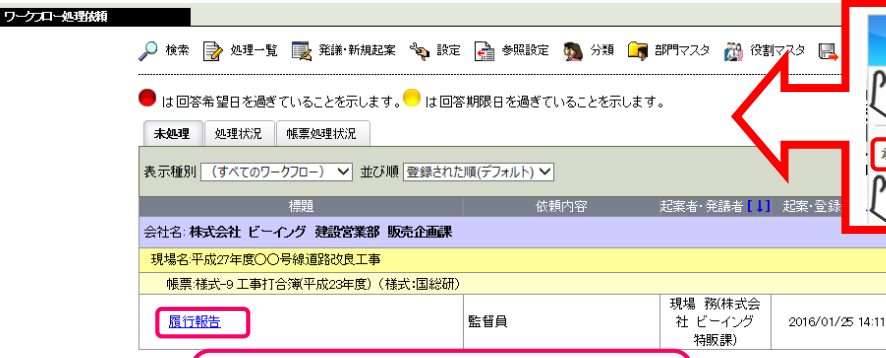 ワークフロー処理依頼
検索 処理一覧 発議・新規起案 設定 参照設定 分類 部門マスタ 役割マスタ
は回答希望日を過ぎていることを示します。 は回答期限日を過ぎていることを示します。
未処理 処理状況 帳票処理状況
表示種別 (すべてのワークフロー) 並び順 登録された順(デフォルト)
標題 依頼内容 起案者・発議者【↓】 起案・登録
会社名: 株式会社 ビーイング 建設営業部 販売企画課
現場名:平成27年度〇〇号線道路改良工事
帳票:様式-9 工事打合簿(平成23年度)(様式:国総研)
履行報告 監督員 現場 務(株式会
社 ビーイング 2016/01/25 14:11
特販課)